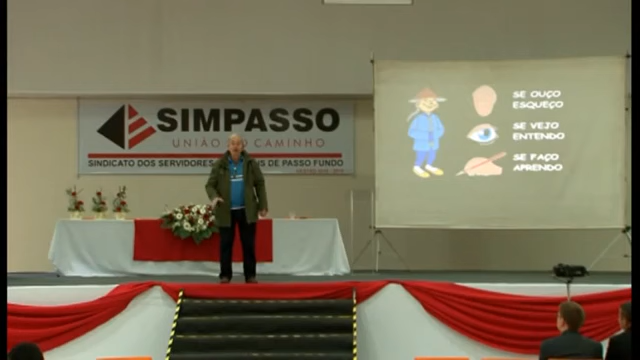 SIMPASSO
UNIÃO CAMINHO
SINDICATO DOS SERVIDORES DE PASSO FUNDO
SE OUÇO
ESQUEÇO
SE VEJO
ENTENDO
SE FAÇO
APRENDO